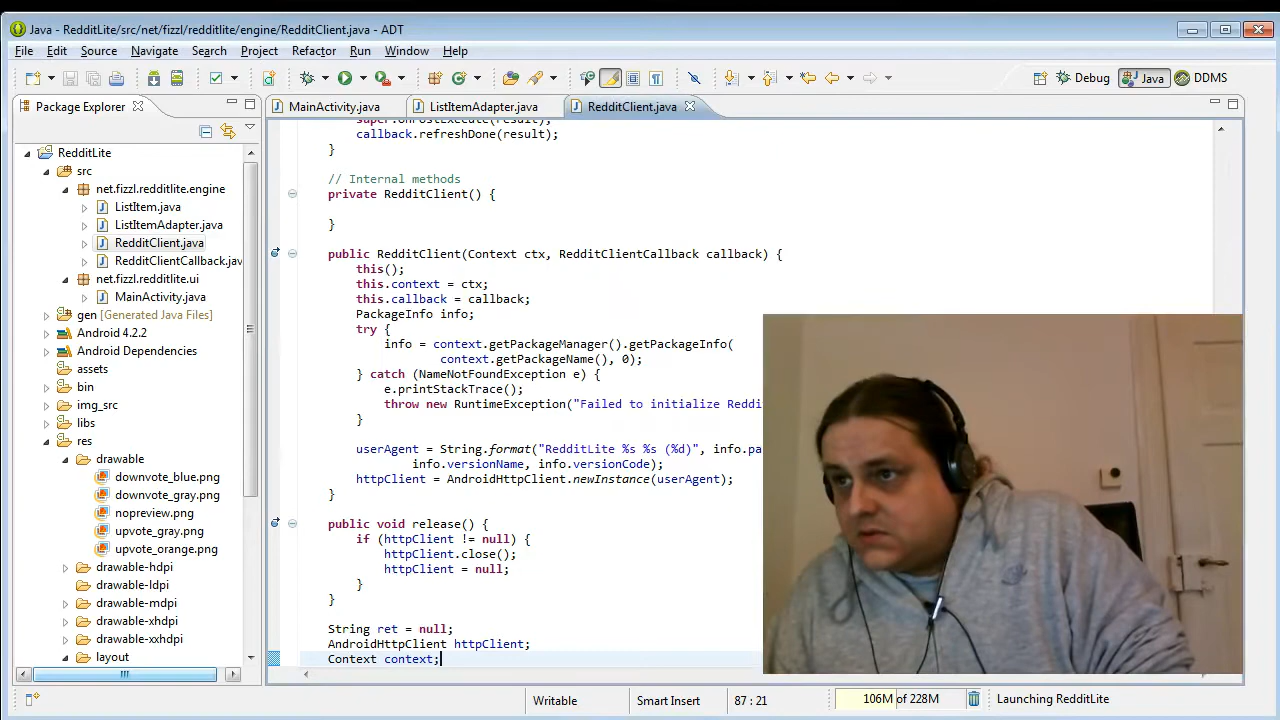 Java - RedditLite/src/net/fizzl/redditlite/engine/RedditClient.java - ADT
File Edit Source Navigate Search Project Refactor Run Window Help
Debug Java DDMS
Package Explorer
MainActivity.java ListItemAdapter.java RedditClient.java
RedditLite
src
net.fizzl.redditlite.engine
ListItem.java
ListItemAdapter.java
RedditClient.java
RedditClientCallback.jav
net.fizzl.redditlite.ui
MainActivity.java
gen [Generated Java Files]
Android 4.2.2
Android Dependencies
assets
bin
img_src
libs
res
drawable
downvote_blue.png
downvote_gray.png
nopreview.png
upvote_gray.png
upvote_orange.png
drawable-hdpi
drawable-ldpi
drawable-mdpi
drawable-xhdpi
drawable-xxhdpi
layout
super.onPostExecute(result);
callback.refreshDone(result);
}
// Internal methods
private RedditClient() {
}
public RedditClient(Context ctx, RedditClientCallback callback) {
this();
this.context = ctx;
this.callback = callback;
PackageInfo info;
try {
info = context.getPackageManager().getPackageInfo(
context.getPackageName(), 0);
} catch (NameNotFoundException e) {
e.printStackTrace();
throw new RuntimeException("Failed to initialize Reddi
}
userAgent = String.format("RedditLite %s %s (%d)", info.pa
info.versionName, info.versionCode);
httpClient = AndroidHttpClient.newInstance(userAgent);
}
public void release() {
if (httpClient != null) {
httpClient.close();
httpClient = null;
}
}
String ret = null;
AndroidHttpClient httpClient;
Context context;
Writable Smart Insert 87 : 21 106M of 228M Launching RedditLite